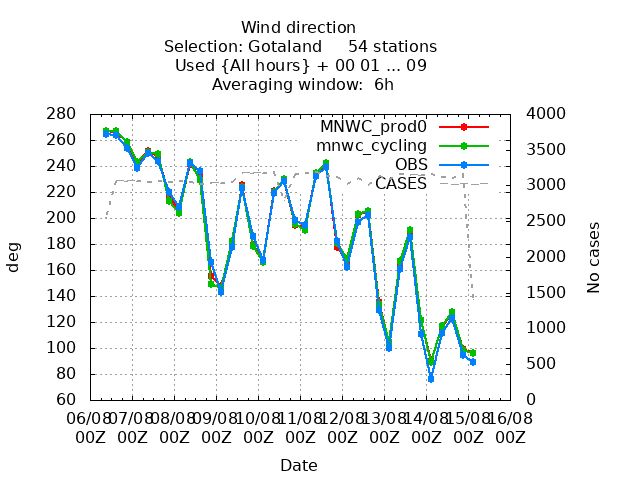 Wind direction
Selection: Gotaland 54 stations
Used {All hours} + 00 01 ... 09
Averaging window: 6h
280 4000
MNWC_prod0
260 3500
mnwc_cycling
240 OBS
3000
220 CASES
200 2500
180
2000
160
1500
140
120 1000
100
500
80
60 0
deg
No cases
06/08 07/08 08/08 09/08 10/08 11/08 12/08 13/08 14/08 15/08 16/08
00Z 00Z 00Z 00Z 00Z 00Z 00Z 00Z 00Z 00Z 00Z
Date